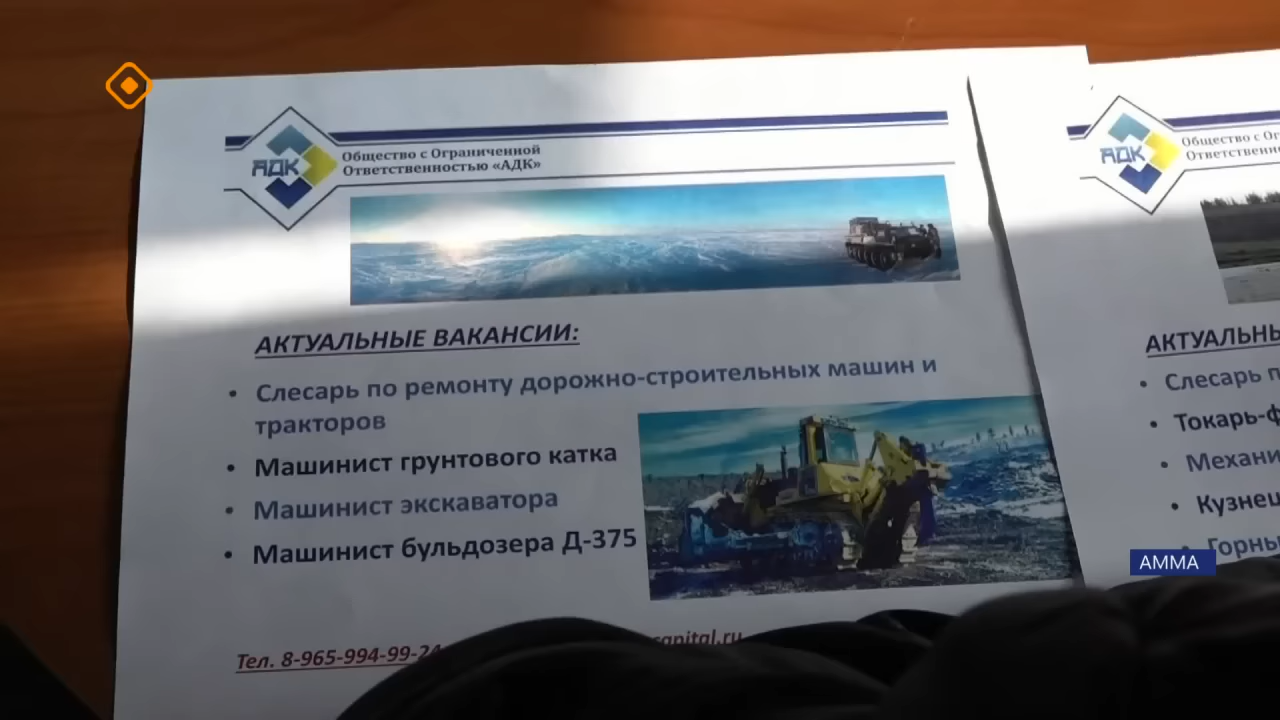 АДК
Общество с Ограниченной
Ответственностью «АДК»
АКТУАЛЬНЫЕ ВАКАНСИИ:
• Слесарь по ремонту дорожно-строительных машин и
тракторов
• Машинист грунтового катка
• Машинист экскаватора
• Машинист бульдозера Д-375
Тел. 8-965-994-99-24
capital.ru
АДК
Общество с
Ответственн
АКТУАЛЬНЫ
• Слесарь п
• Токарь-ф
• Механи
• Кузнец
• Горны
АММА